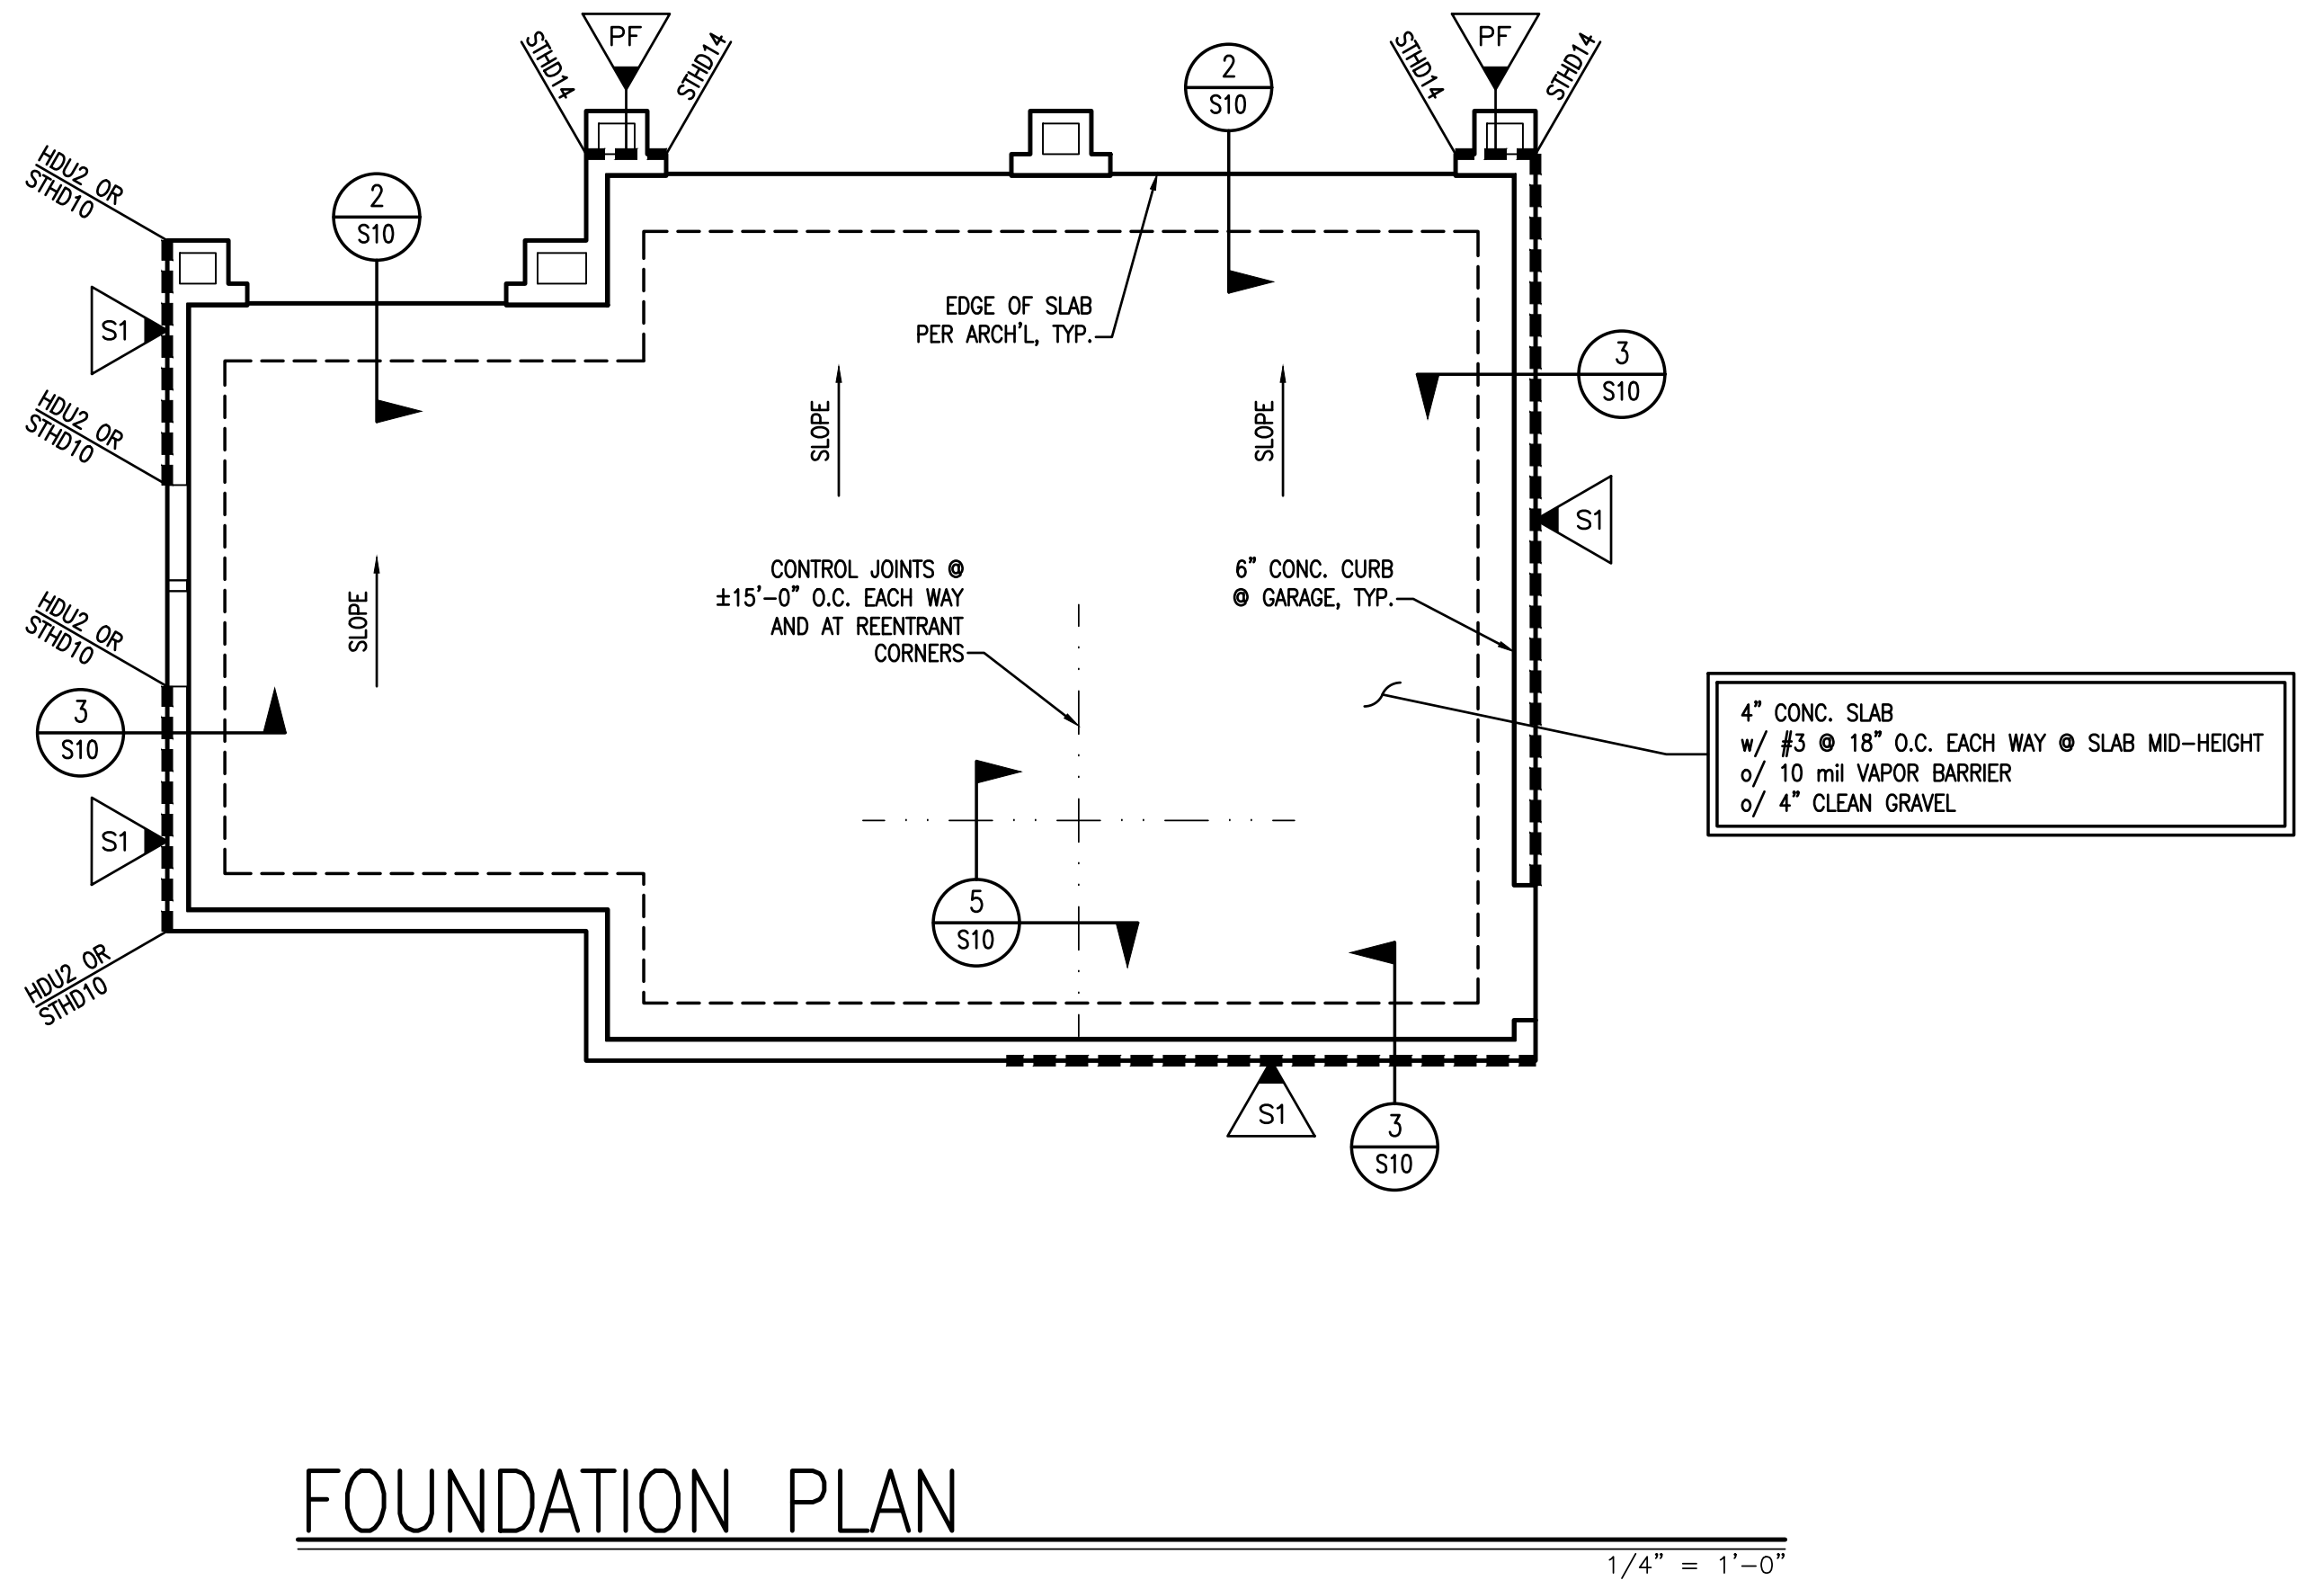 PF
PF
STHD14
STHD14
STHD14
STHD14
2
S10
HDU2 OR
STHD10
2
S10
S1
EDGE OF SLAB
PER ARCH'L, TYP.
3
S10
SLOPE
SLOPE
HDU2 OR
STHD10
S1
CONTROL JOINTS @
±15'-0" O.C. EACH WAY
AND AT REENTRANT
CORNERS
6" CONC. CURB
@ GARAGE, TYP.
SLOPE
HDU2 OR
STHD10
3
S10
4" CONC. SLAB
w/ #3 @ 18" O.C. EACH WAY @ SLAB MID-HEIGHT
o/ 10 mil VAPOR BARRIER
o/ 4" CLEAN GRAVEL
S1
5
S10
HDU2 OR
STHD10
S1
3
S10
FOUNDATION PLAN
1/4" = 1'-0"